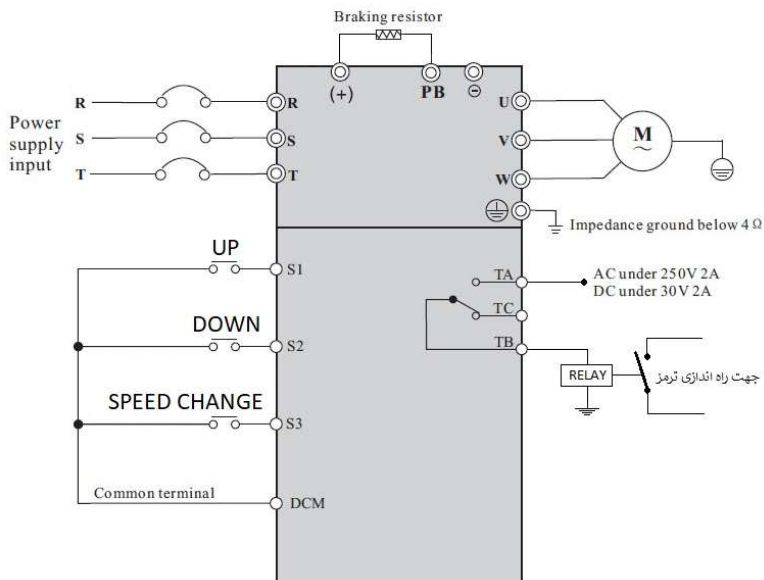 Braking resistor
(+)
PB
⊖
R
R
U
Power
supply
input
S
S
V
M
~
T
T
W
Impedance ground below 4 Ω
UP
S1
TA
AC under 250V 2A
DC under 30V 2A
TC
DOWN
S2
TB
RELAY
جهت راه اندازی ترمز
SPEED CHANGE
S3
Common terminal
DCM